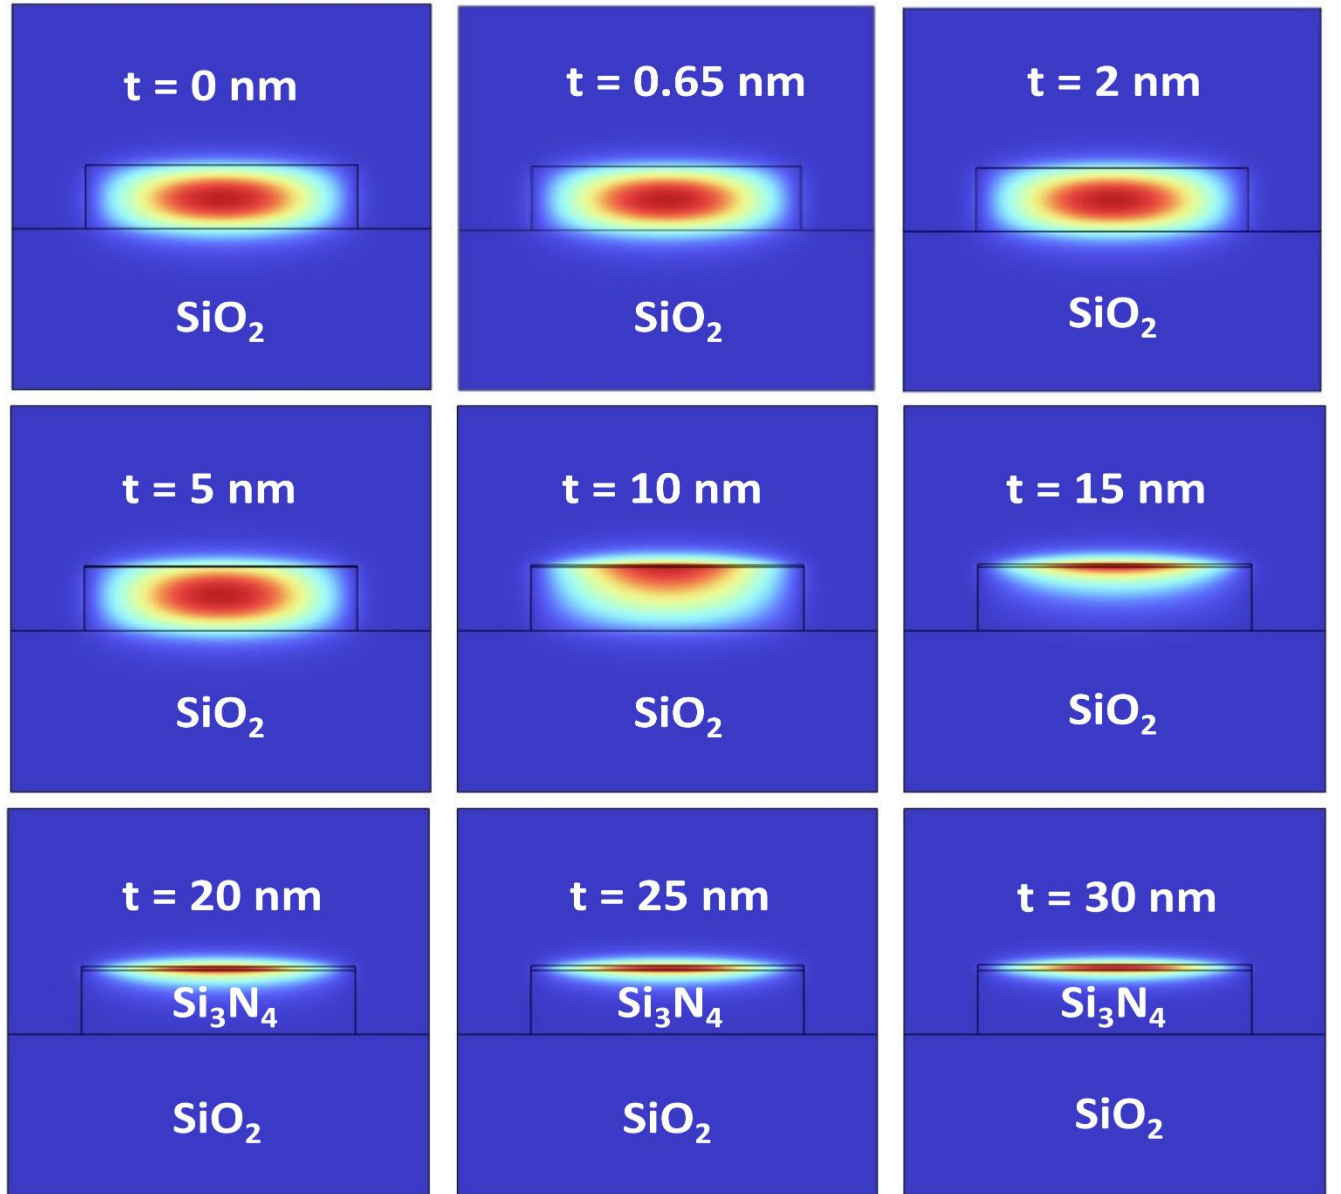 t = 0 nm
t = 0.65 nm
t = 2 nm
SiO₂
SiO₂
SiO₂
t = 5 nm
t = 10 nm
t = 15 nm
SiO₂
SiO₂
SiO₂
t = 20 nm
t = 25 nm
t = 30 nm
Si₃N₄
Si₃N₄
Si₃N₄
SiO₂
SiO₂
SiO₂